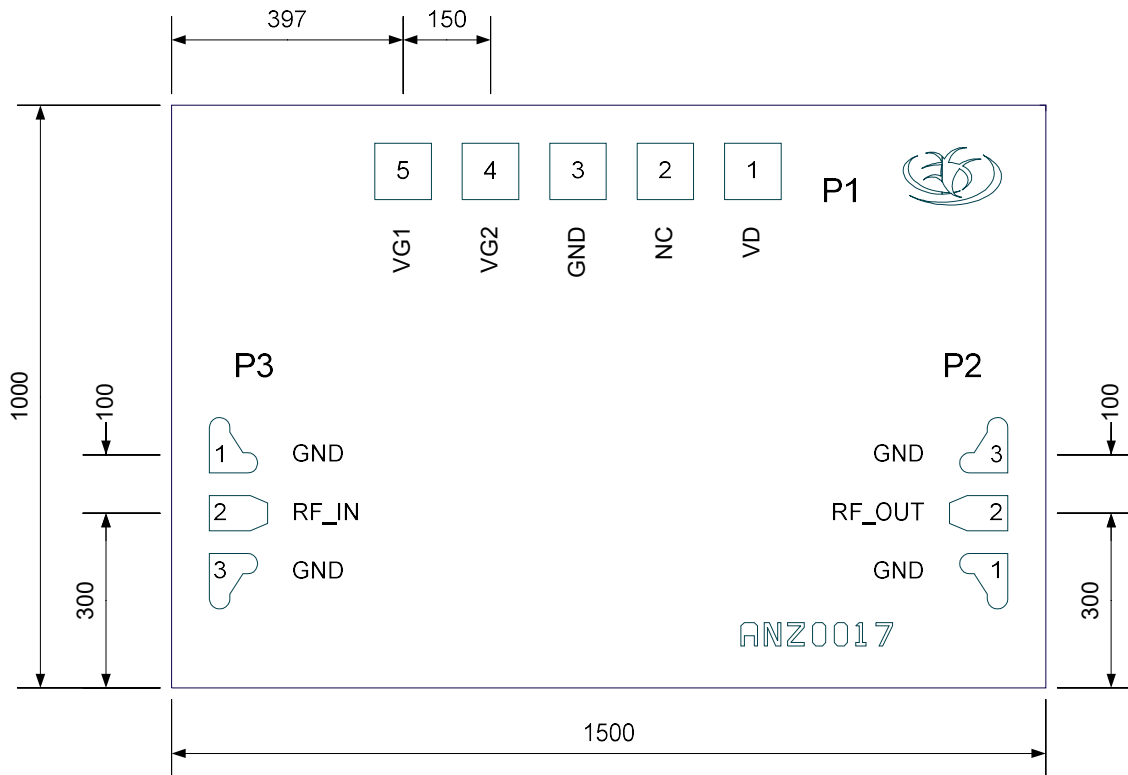 397
150
5
4
3
2
1
P1
VG1
VG2
GND
NC
VD
P3
P2
1000
100
100
1
GND
GND
3
2
RF_IN
RF_OUT
2
3
GND
GND
1
300
300
ANZ0017
1500